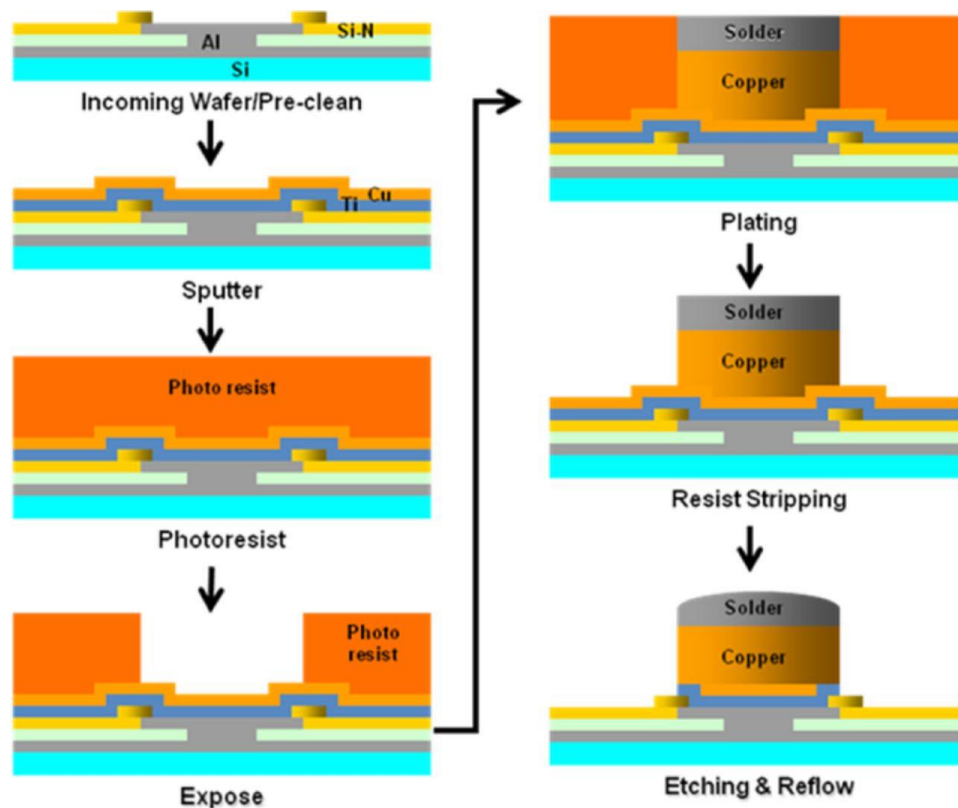 Si-N
Al
Si
Incoming Wafer/Pre-clean
Cu
Ti
Sputter
Photo resist
Photoresist
Photo
resist
Expose
Solder
Copper
Plating
Solder
Copper
Resist Stripping
Solder
Copper
Etching & Reflow